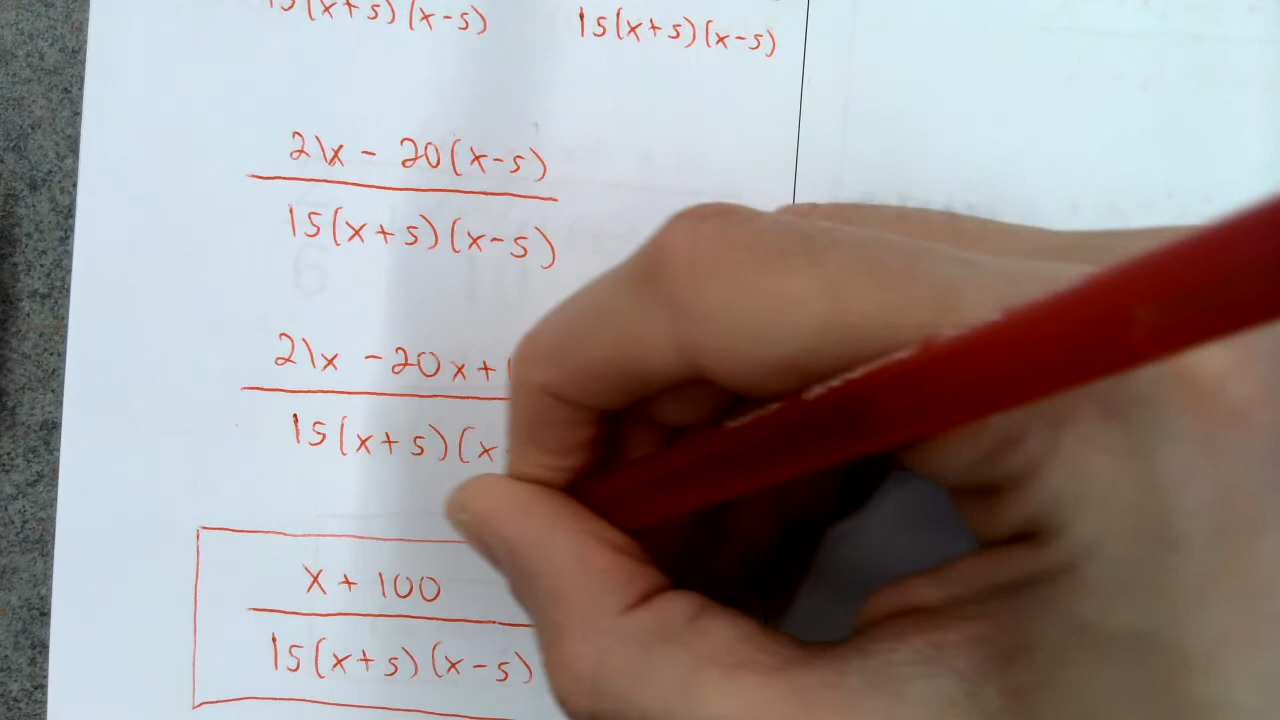 15(x+5)(x-5) 15(x+5)(x-5)
21x - 20(x-5)
15(x+5)(x-5)
21x -20x+1
15(x+5)(x
x + 100
15(x+5)(x-5)